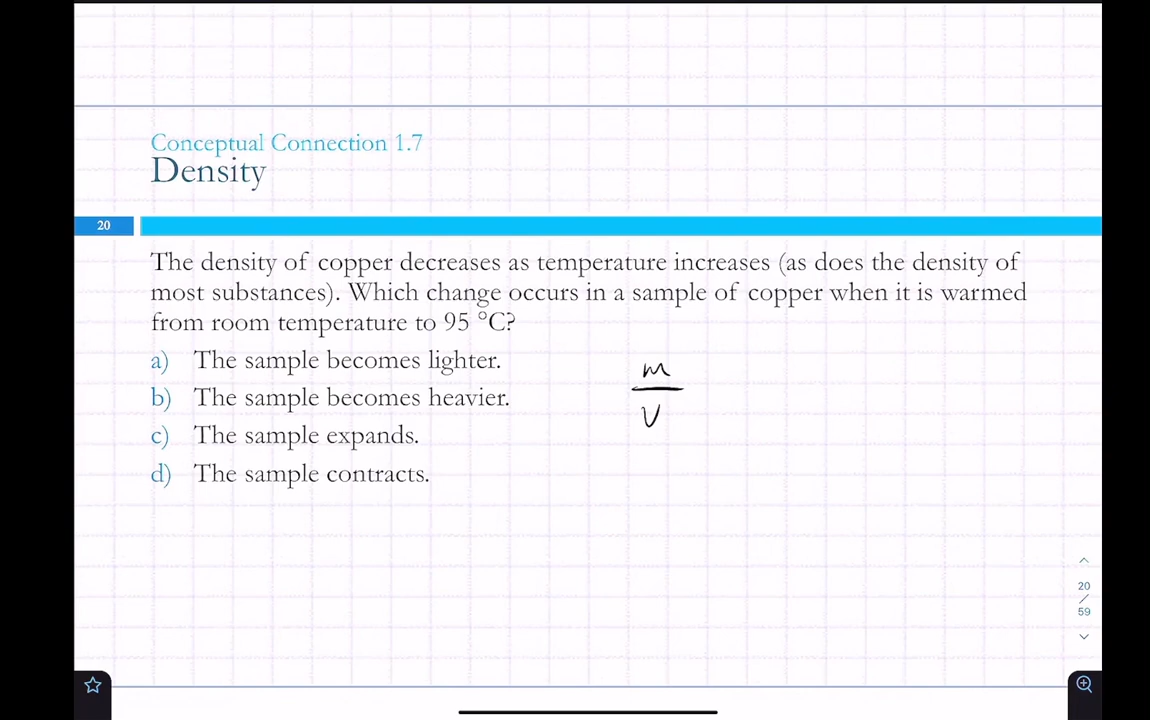 Conceptual Connection 1.7
Density
20
The density of copper decreases as temperature increases (as does the density of
most substances). Which change occurs in a sample of copper when it is warmed
from room temperature to 95 °C?
a) The sample becomes lighter.
b) The sample becomes heavier.
c) The sample expands.
d) The sample contracts.
m
V
20
/
59